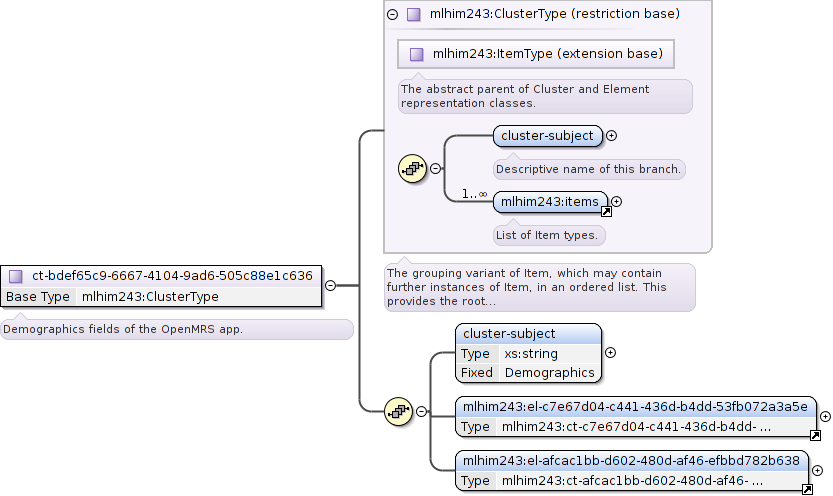 mlhim243:ClusterType (restriction base)
mlhim243:ItemType (extension base)
The abstract parent of Cluster and Element
representation classes.
cluster-subject
Descriptive name of this branch.
1..∞
mlhim243:items
List of Item types.
The grouping variant of Item, which may contain
further instances of Item, in an ordered list. This
provides the root...
ct-bdef65c9-6667-4104-9ad6-505c88e1c636
Base Type mlhim243:ClusterType
Demographics fields of the OpenMRS app.
cluster-subject
Type xs:string
Fixed Demographics
mlhim243:el-c7e67d04-c441-436d-b4dd-53fb072a3a5e
Type mlhim243:ct-c7e67d04-c441-436d-b4dd- ...
mlhim243:el-afcac1bb-d602-480d-af46-efbbd782b638
Type mlhim243:ct-afcac1bb-d602-480d-af46- ...